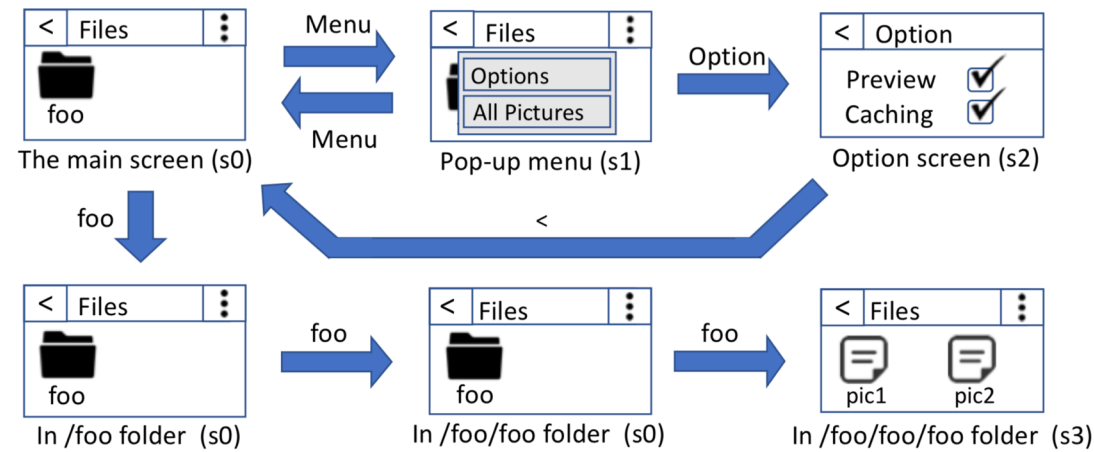 < Files
foo
The main screen (s0)
Menu
Menu
< Files
Options
All Pictures
Pop-up menu (s1)
Option
< Option
Preview
Caching
Option screen (s2)
foo
<
< Files
foo
In /foo folder (s0)
foo
< Files
foo
In /foo/foo folder (s0)
foo
< Files
pic1 pic2
In /foo/foo/foo folder (s3)